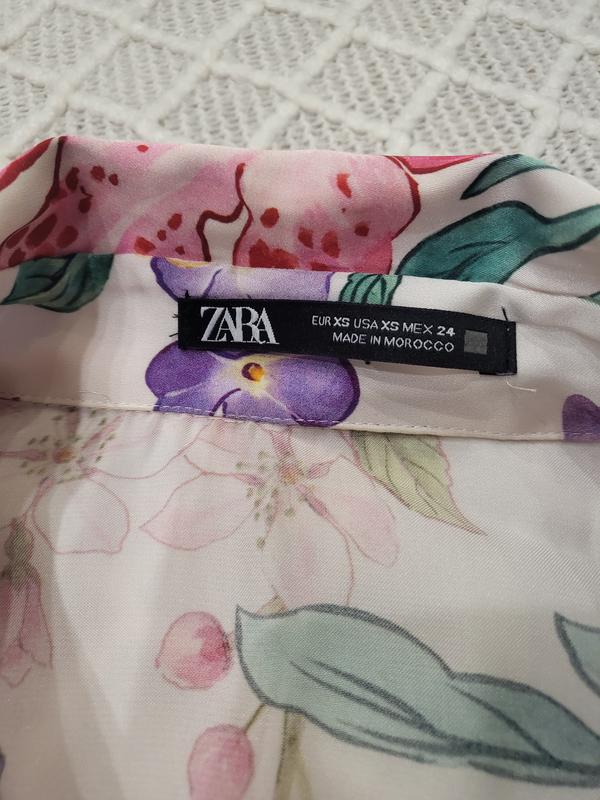 ZARA
EUR XS USA XS MEX 24
MADE IN MOROCCO